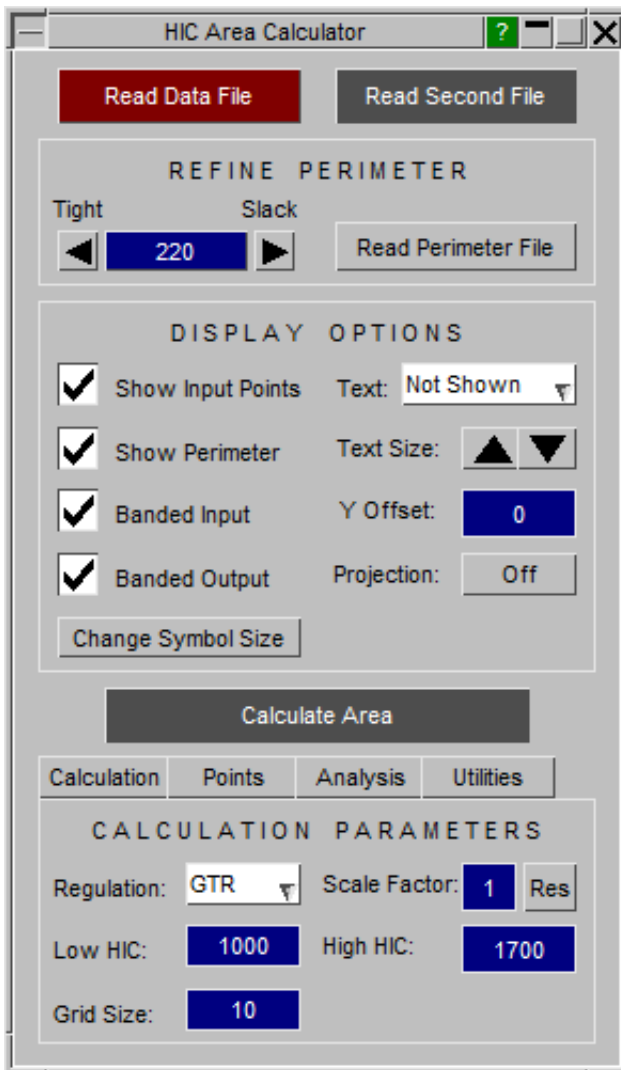 HIC Area Calculator ?
Read Data File Read Second File
REFINE PERIMETER
Tight Slack
220 Read Perimeter File
DISPLAY OPTIONS
Show Input Points Text: Not Shown
Show Perimeter Text Size:
Banded Input Y Offset: 0
Banded Output Projection: Off
Change Symbol Size
Calculate Area
Calculation Points Analysis Utilities
CALCULATION PARAMETERS
Regulation: GTR Scale Factor: 1 Res
Low HIC: 1000 High HIC: 1700
Grid Size: 10